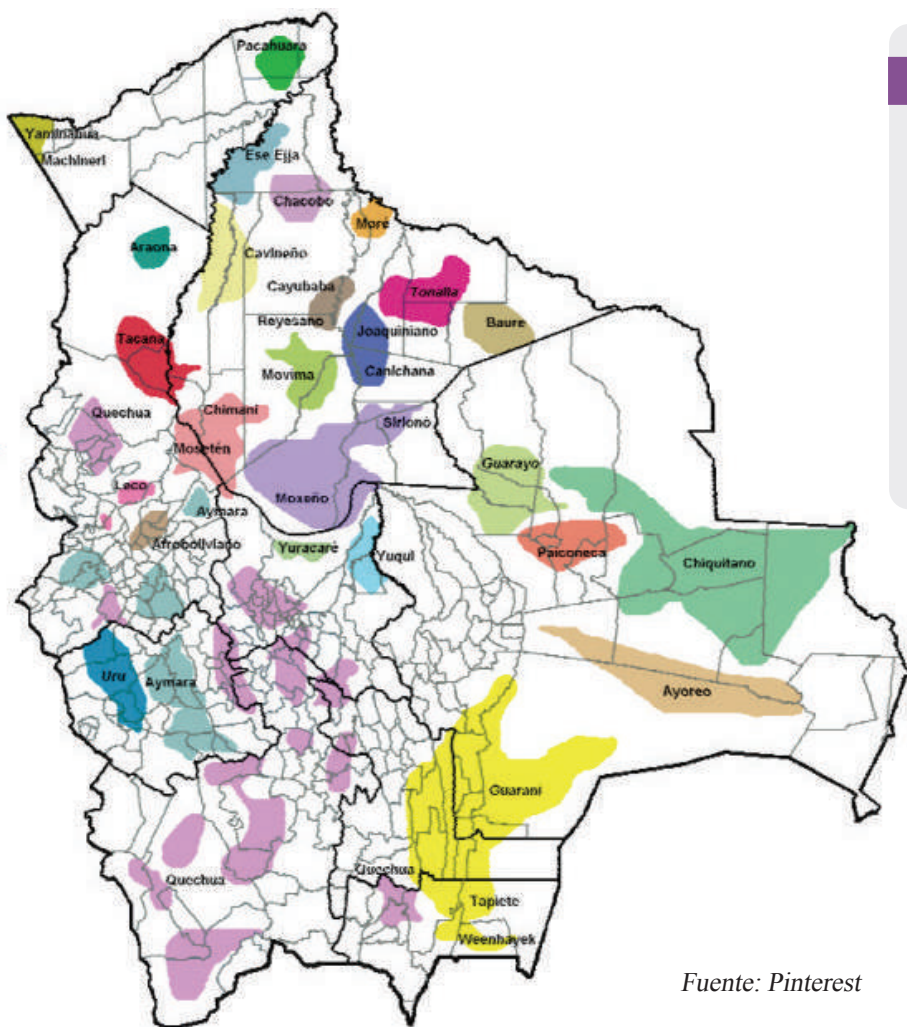 Pacahuara
Yaminahua
Machineri
Ese Ejja
Chacobo
Moré
Araona
Cavineño
Cayubaba
Tonalla
Reyesano
Joaquiniano
Baure
Tacana
Movima
Canichana
Quechua
Chimani
Sirionó
Mosetén
Guarayo
Leco
Moxeño
Aymara
Afroboliviano
Yuracaré
Yuqui
Paiconeca
Chiquitano
Uru
Aymara
Ayoreo
Guaraní
Quechua
Quechua
Tapiete
Weenhayek
Fuente: Pinterest